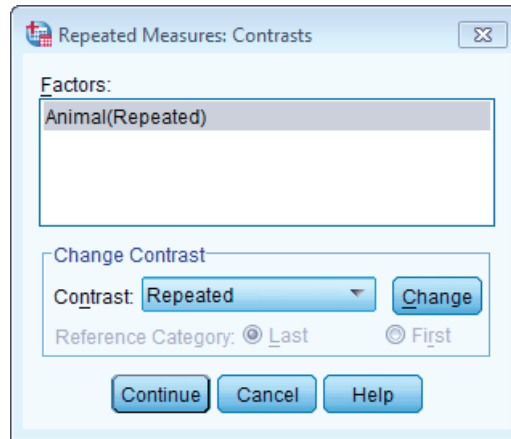 Repeated Measures: Contrasts
Factors:
Animal(Repeated)
Change Contrast
Contrast: Repeated Change
Reference Category: Last First
Continue Cancel Help